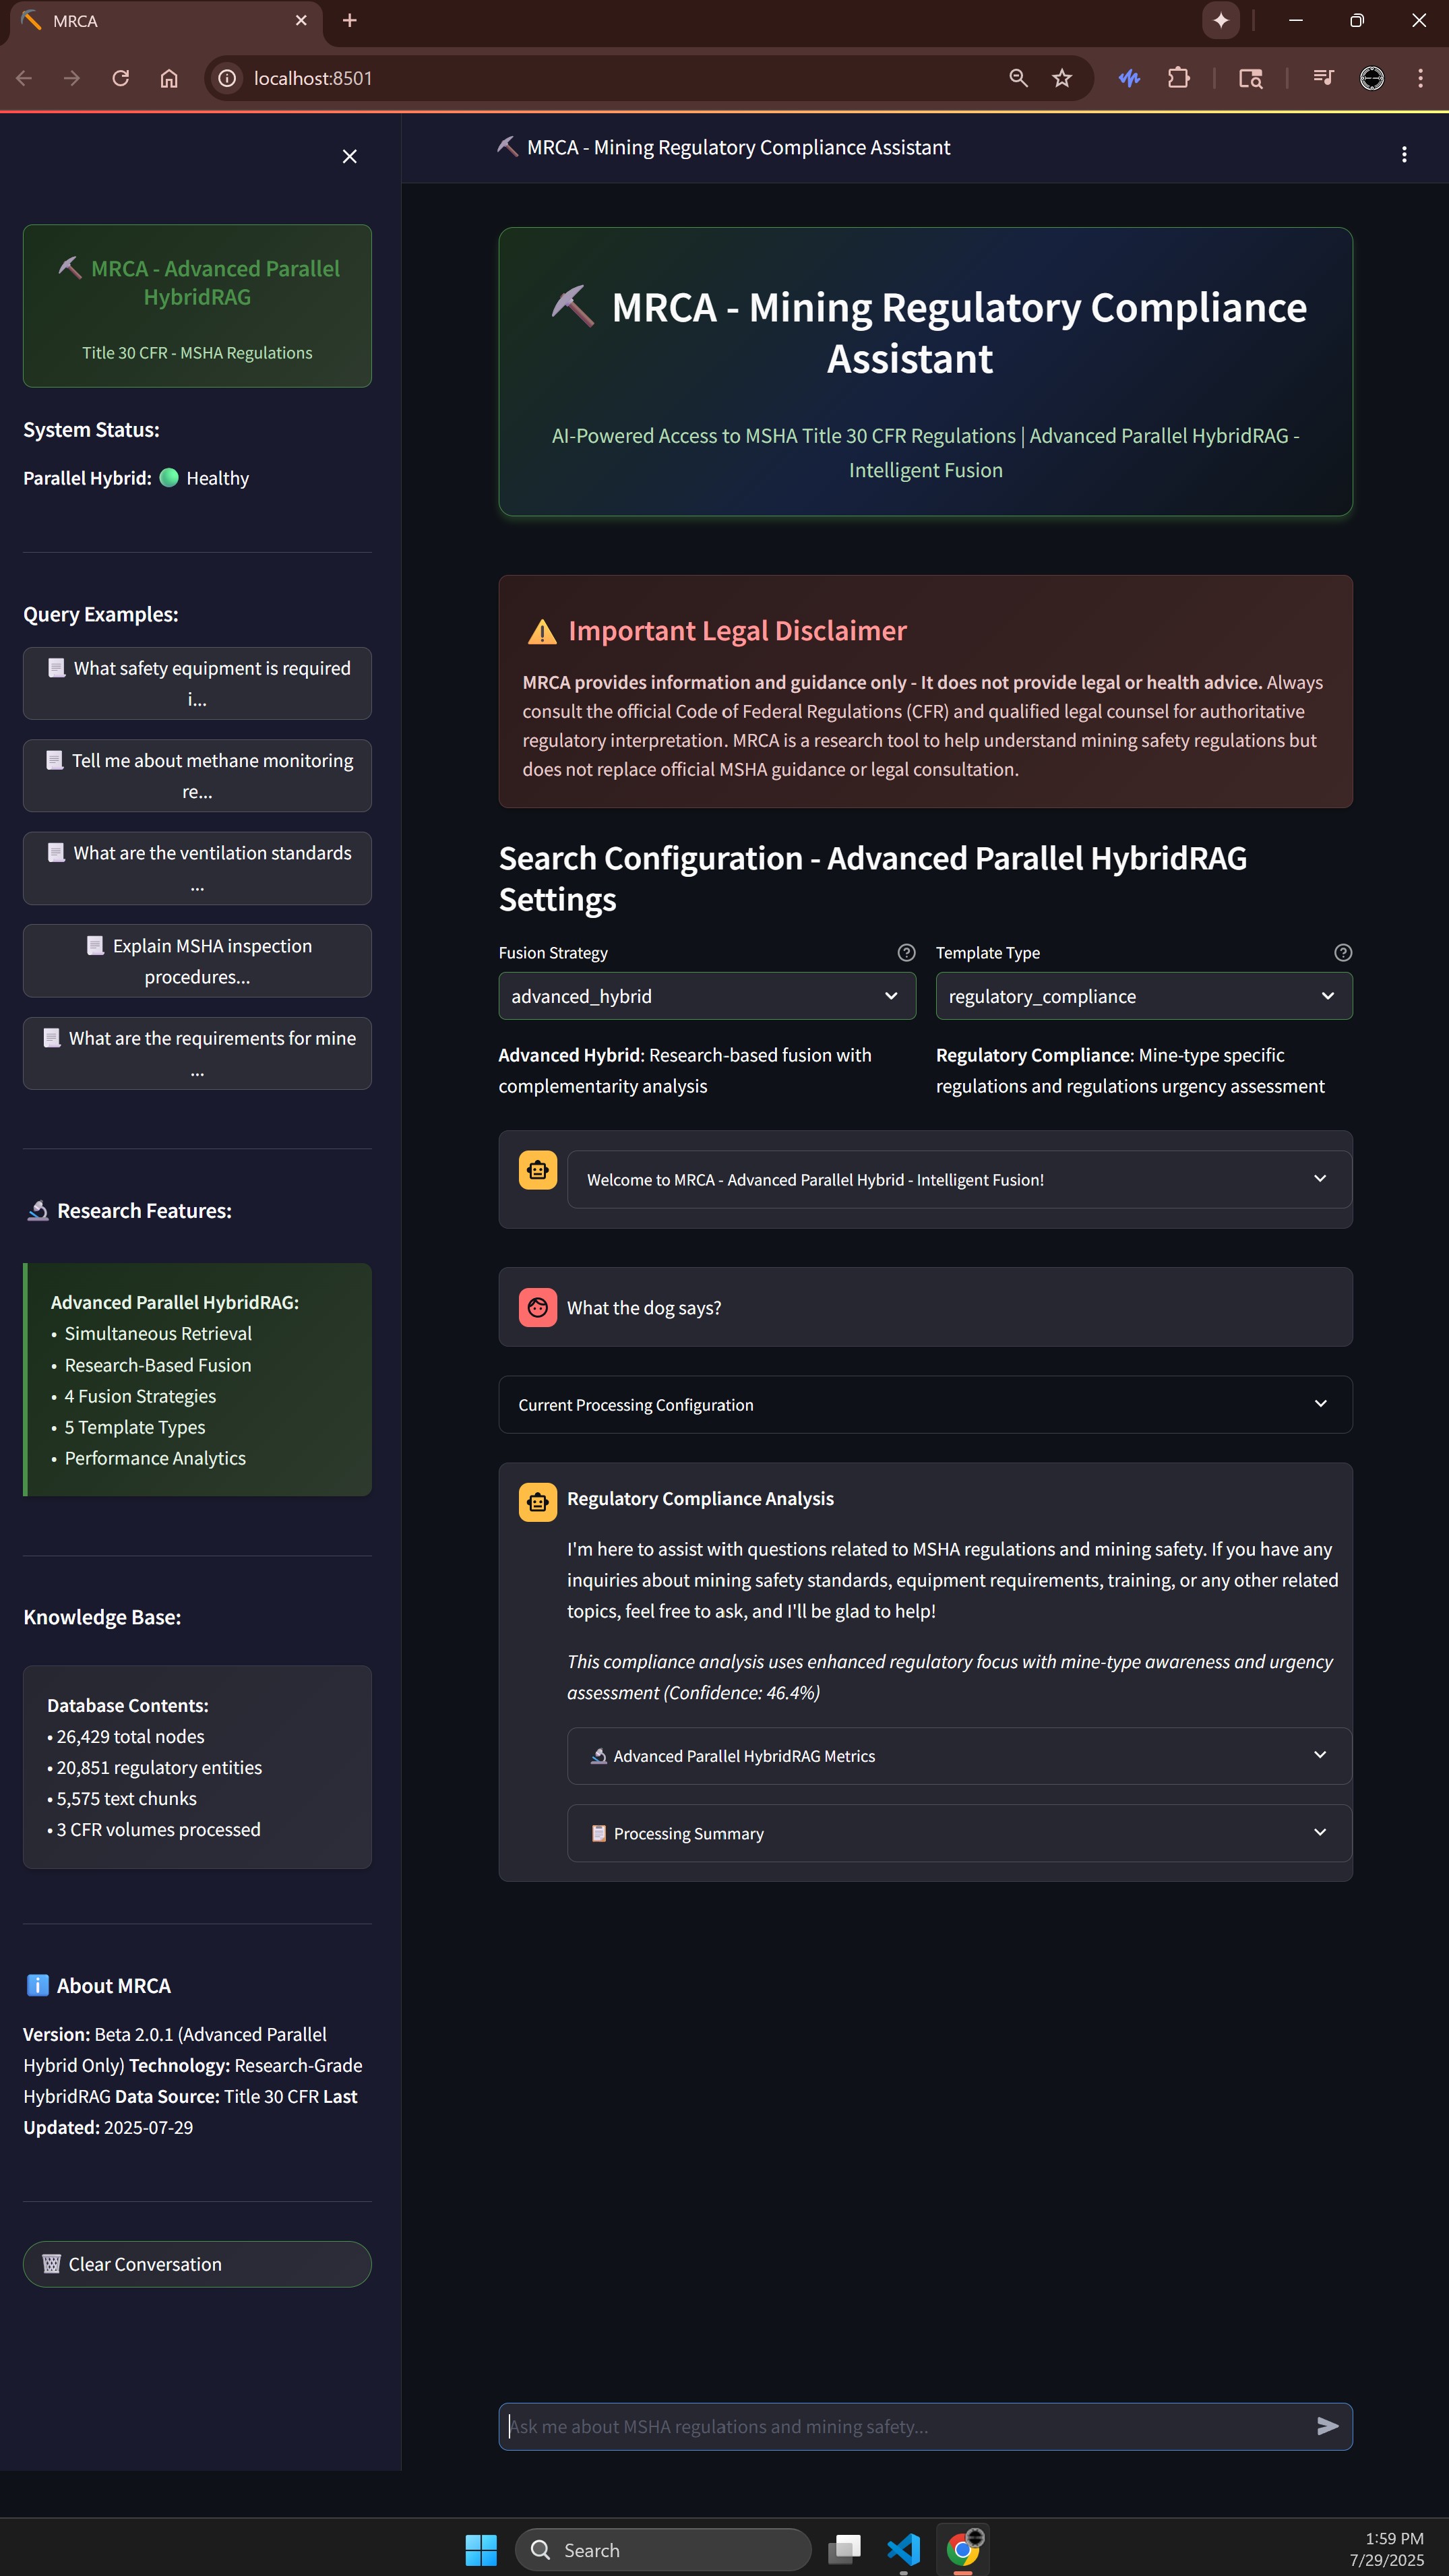 MRCA
localhost:8501
MRCA - Advanced Parallel
HybridRAG
Title 30 CFR - MSHA Regulations
System Status:
Parallel Hybrid: Healthy
Query Examples:
What safety equipment is required
i...
Tell me about methane monitoring
re...
What are the ventilation standards
...
Explain MSHA inspection
procedures...
What are the requirements for mine
...
Research Features:
Advanced Parallel HybridRAG:
• Simultaneous Retrieval
• Research-Based Fusion
• 4 Fusion Strategies
• 5 Template Types
• Performance Analytics
Knowledge Base:
Database Contents:
• 26,429 total nodes
• 20,851 regulatory entities
• 5,575 text chunks
• 3 CFR volumes processed
About MRCA
Version: Beta 2.0.1 (Advanced Parallel
Hybrid Only) Technology: Research-Grade
HybridRAG Data Source: Title 30 CFR Last
Updated: 2025-07-29
Clear Conversation
MRCA - Mining Regulatory Compliance Assistant
MRCA - Mining Regulatory Compliance
Assistant
AI-Powered Access to MSHA Title 30 CFR Regulations | Advanced Parallel HybridRAG -
Intelligent Fusion
Important Legal Disclaimer
MRCA provides information and guidance only - It does not provide legal or health advice. Always
consult the official Code of Federal Regulations (CFR) and qualified legal counsel for authoritative
regulatory interpretation. MRCA is a research tool to help understand mining safety regulations but
does not replace official MSHA guidance or legal consultation.
Search Configuration - Advanced Parallel HybridRAG
Settings
Fusion Strategy
advanced_hybrid
Advanced Hybrid: Research-based fusion with
complementarity analysis
Template Type
regulatory_compliance
Regulatory Compliance: Mine-type specific
regulations and regulations urgency assessment
Welcome to MRCA - Advanced Parallel Hybrid - Intelligent Fusion!
What the dog says?
Current Processing Configuration
Regulatory Compliance Analysis
I'm here to assist with questions related to MSHA regulations and mining safety. If you have any
inquiries about mining safety standards, equipment requirements, training, or any other related
topics, feel free to ask, and I'll be glad to help!
This compliance analysis uses enhanced regulatory focus with mine-type awareness and urgency
assessment (Confidence: 46.4%)
Advanced Parallel HybridRAG Metrics
Processing Summary
Ask me about MSHA regulations and mining safety...
Search
1:59 PM
7/29/2025